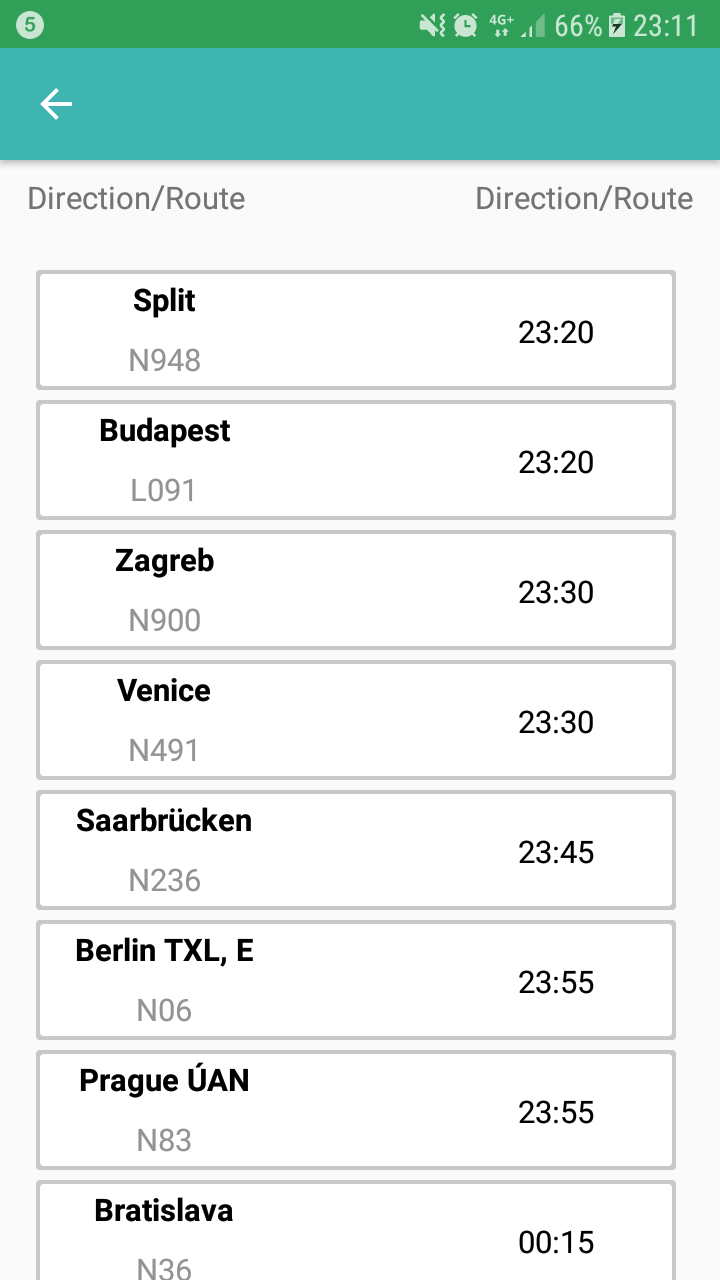 5 4G+ 66% 23:11
Direction/Route Direction/Route
Split
23:20
N948
Budapest
23:20
L091
Zagreb
23:30
N900
Venice
23:30
N491
Saarbrücken
23:45
N236
Berlin TXL, E
23:55
N06
Prague ÚAN
23:55
N83
Bratislava
00:15
N36